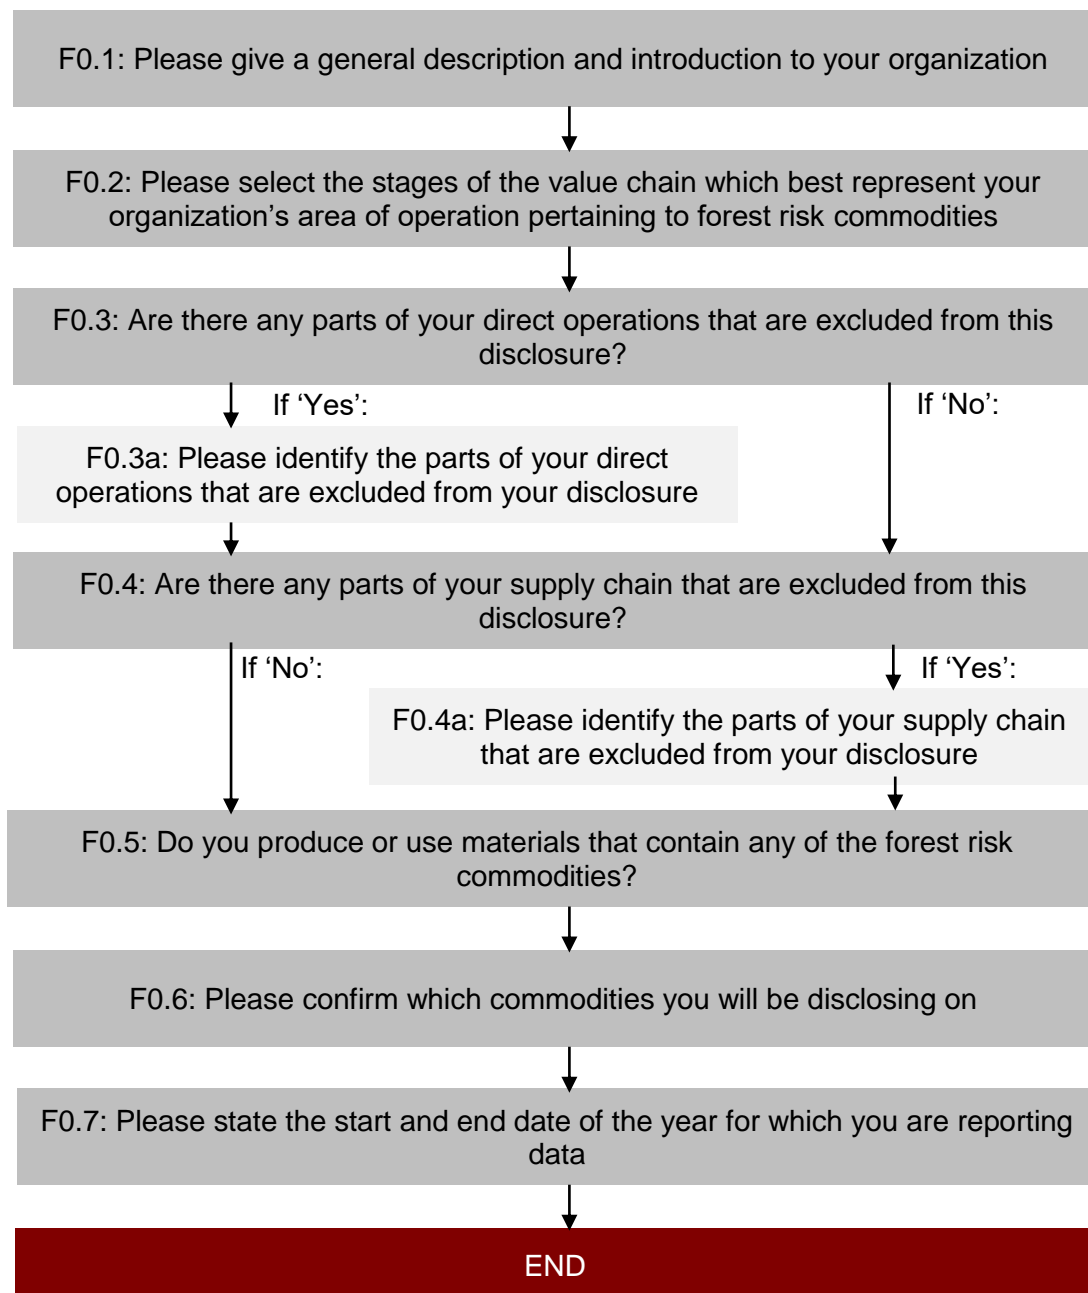 F0.1: Please give a general description and introduction to your organization
F0.2: Please select the stages of the value chain which best represent your
organization’s area of operation pertaining to forest risk commodities
F0.3: Are there any parts of your direct operations that are excluded from this
disclosure?
If ‘Yes’:
If ‘No’:
F0.3a: Please identify the parts of your direct
operations that are excluded from your disclosure
F0.4: Are there any parts of your supply chain that are excluded from this
disclosure?
If ‘No’:
If ‘Yes’:
F0.4a: Please identify the parts of your supply chain
that are excluded from your disclosure
F0.5: Do you produce or use materials that contain any of the forest risk
commodities?
F0.6: Please confirm which commodities you will be disclosing on
F0.7: Please state the start and end date of the year for which you are reporting
data
END